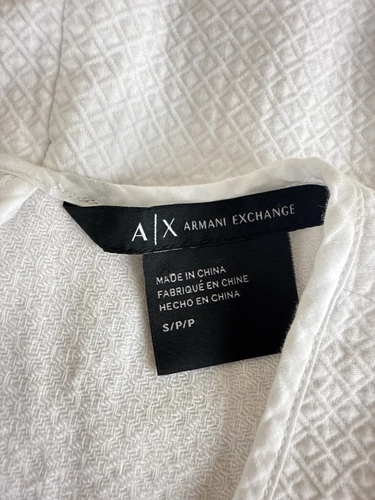 A|X ARMANI EXCHANGE
MADE IN CHINA
FABRIQUÉ EN CHINE
HECHO EN CHINA
S/P/P